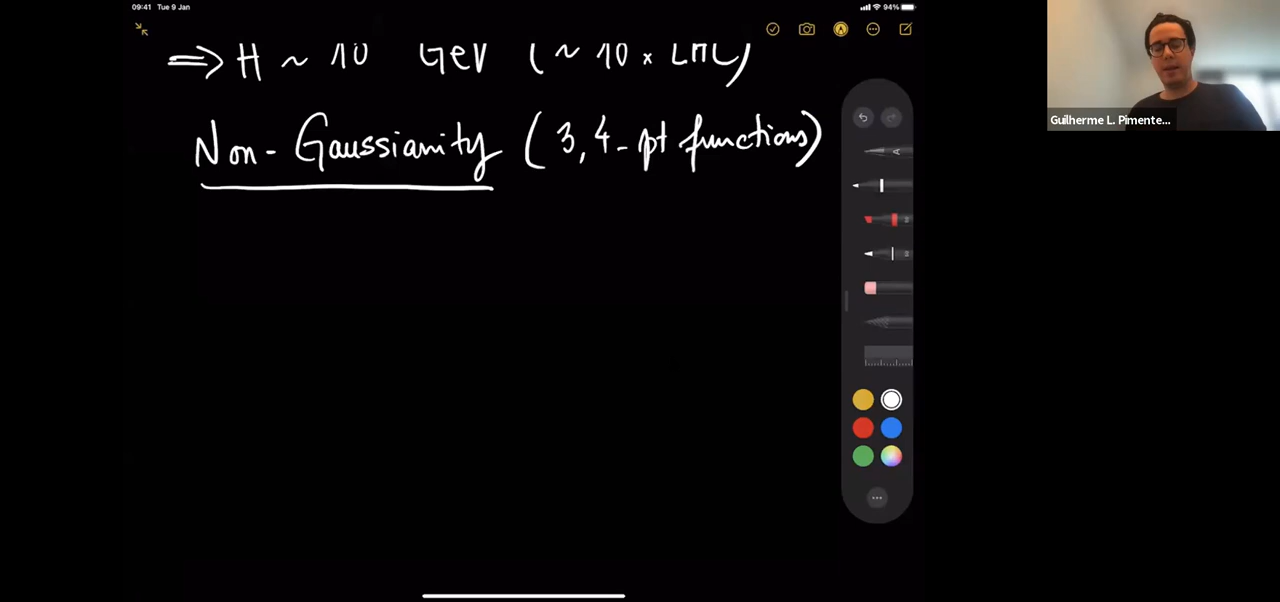 09:41 Tue 9 Jan
94%
⇒ H ~ 10 GeV (~ 10 × LHC)
Non-Gaussianity (3,4-pt functions)
Guilherme L. Pimente...